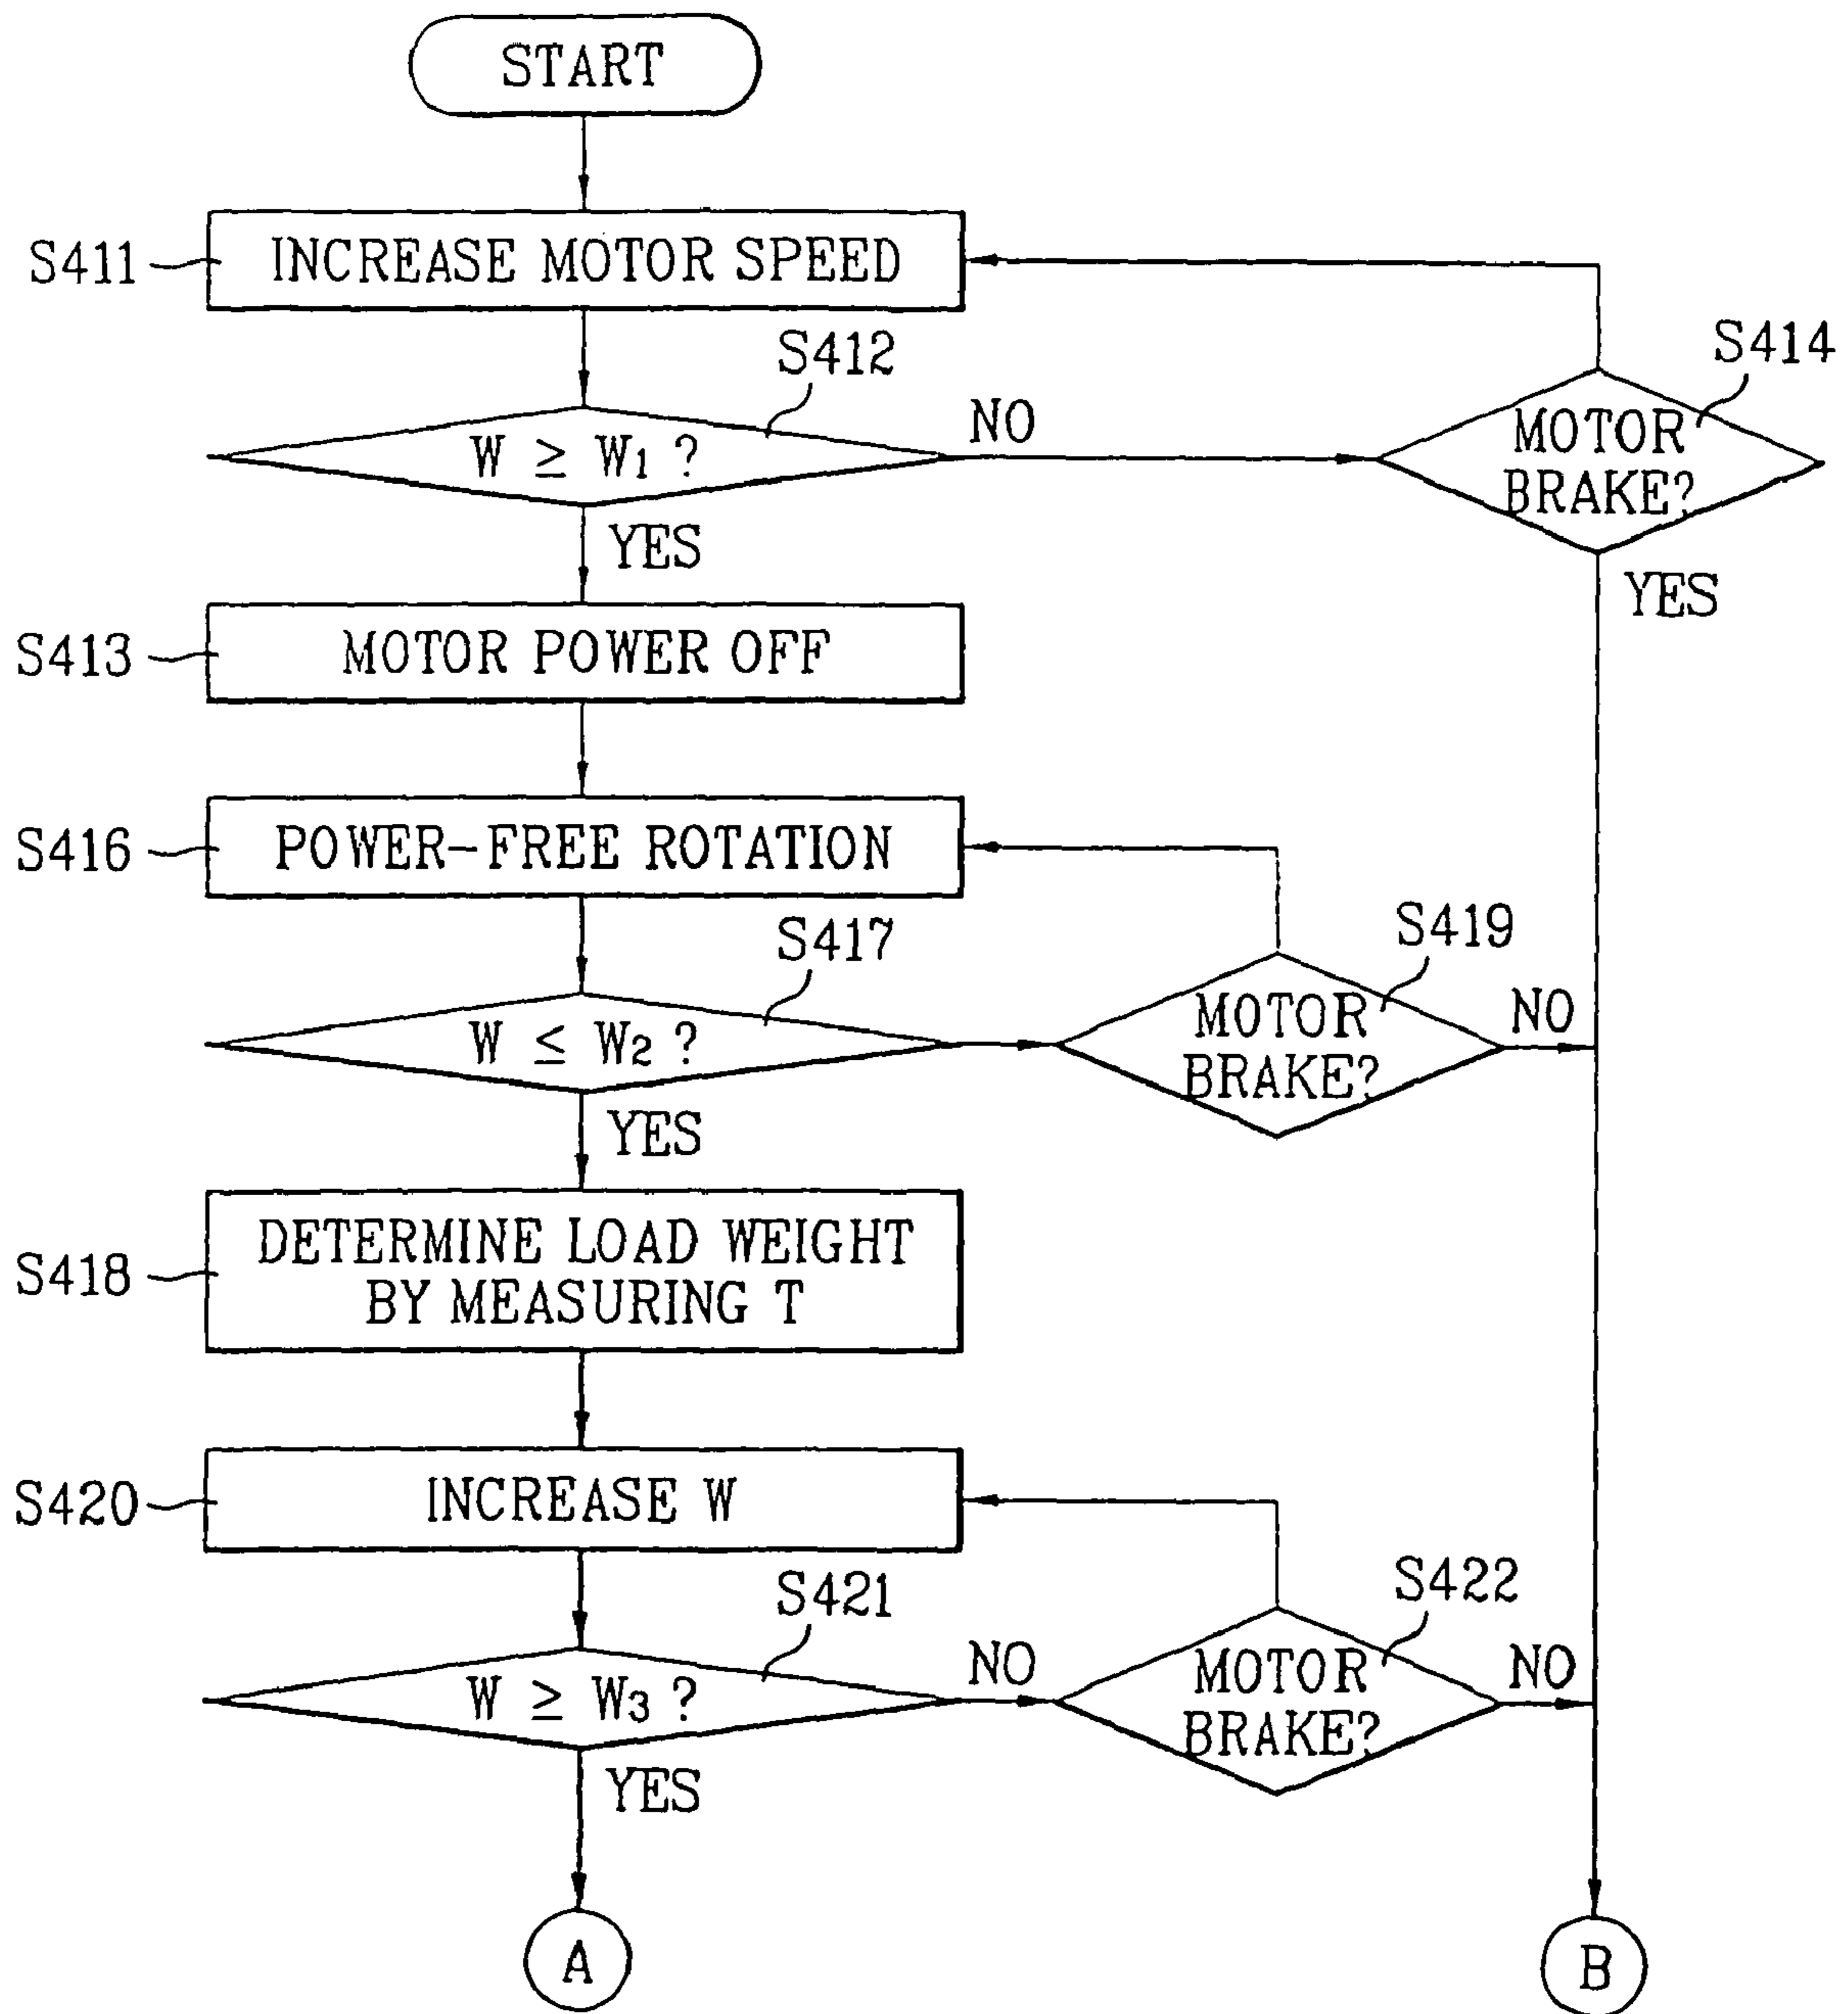 START
S411
INCREASE MOTOR SPEED
S412
S414
W ≥ W1 ?
NO
MOTOR
BRAKE?
YES
YES
S413
MOTOR POWER OFF
S416
POWER-FREE ROTATION
S417
S419
W ≤ W2 ?
MOTOR
BRAKE?
NO
YES
S418
DETERMINE LOAD WEIGHT
BY MEASURING T
S420
INCREASE W
S421
S422
W ≥ W3 ?
NO
MOTOR
BRAKE?
NO
YES
A
B